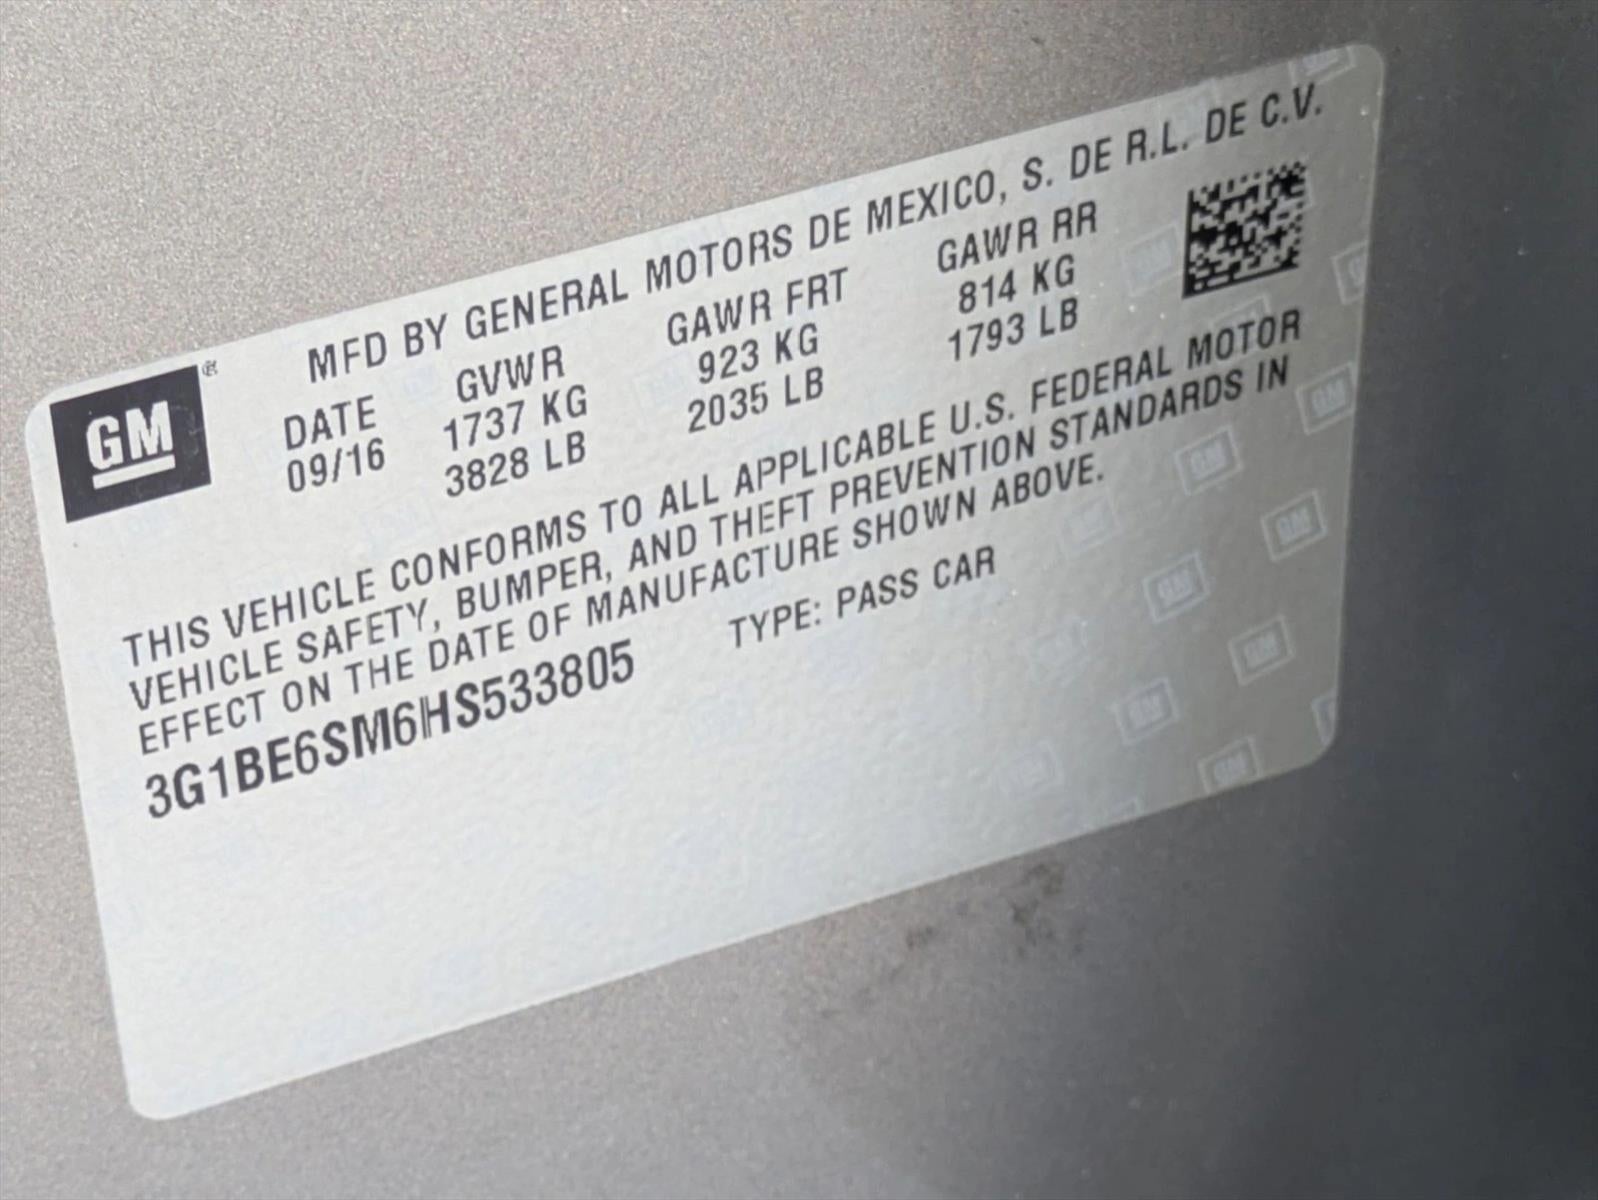 GM®
MFD BY GENERAL MOTORS DE MEXICO, S. DE R.L. DE C.V.
DATE GVWR GAWR FRT GAWR RR
09/16 1737 KG 923 KG 814 KG
3828 LB 2035 LB 1793 LB
THIS VEHICLE CONFORMS TO ALL APPLICABLE U.S. FEDERAL MOTOR
VEHICLE SAFETY, BUMPER, AND THEFT PREVENTION STANDARDS IN
EFFECT ON THE DATE OF MANUFACTURE SHOWN ABOVE.
3G1BE6SM6HS533805 TYPE: PASS CAR